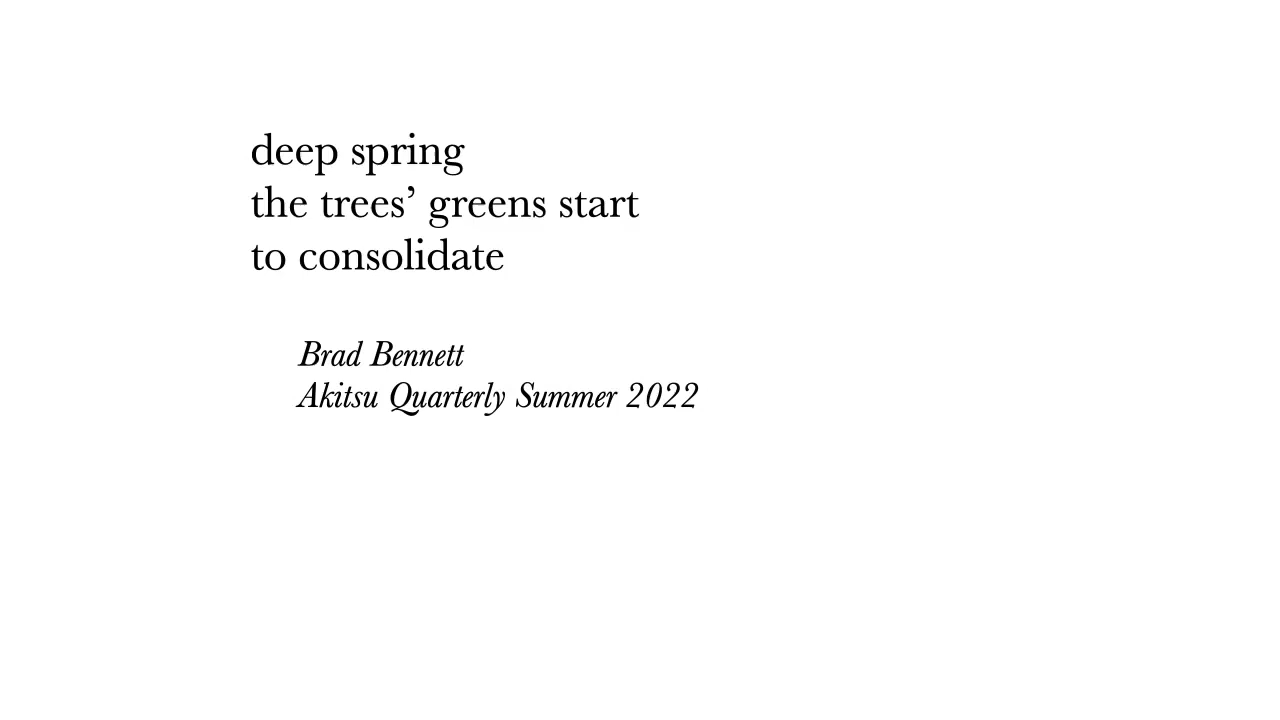 deep spring
the trees’ greens start
to consolidate
Brad Bennett
Akitsu Quarterly Summer 2022